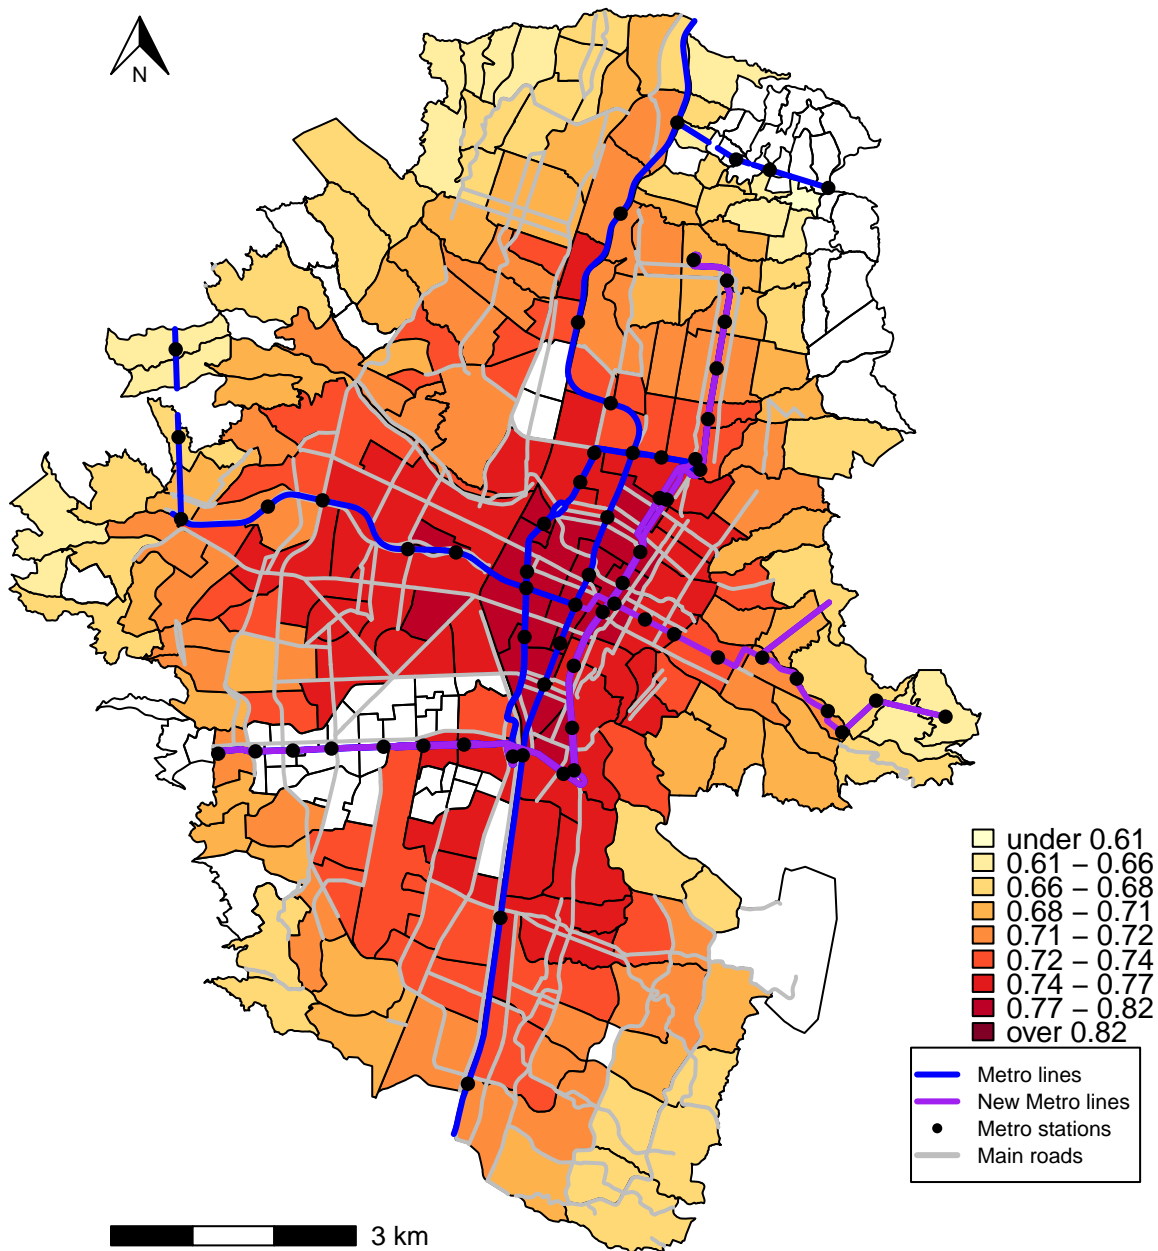 N
under 0.61
0.61 – 0.66
0.66 – 0.68
0.68 – 0.71
0.71 – 0.72
0.72 – 0.74
0.74 – 0.77
0.77 – 0.82
over 0.82
Metro lines
New Metro lines
Metro stations
Main roads
3 km